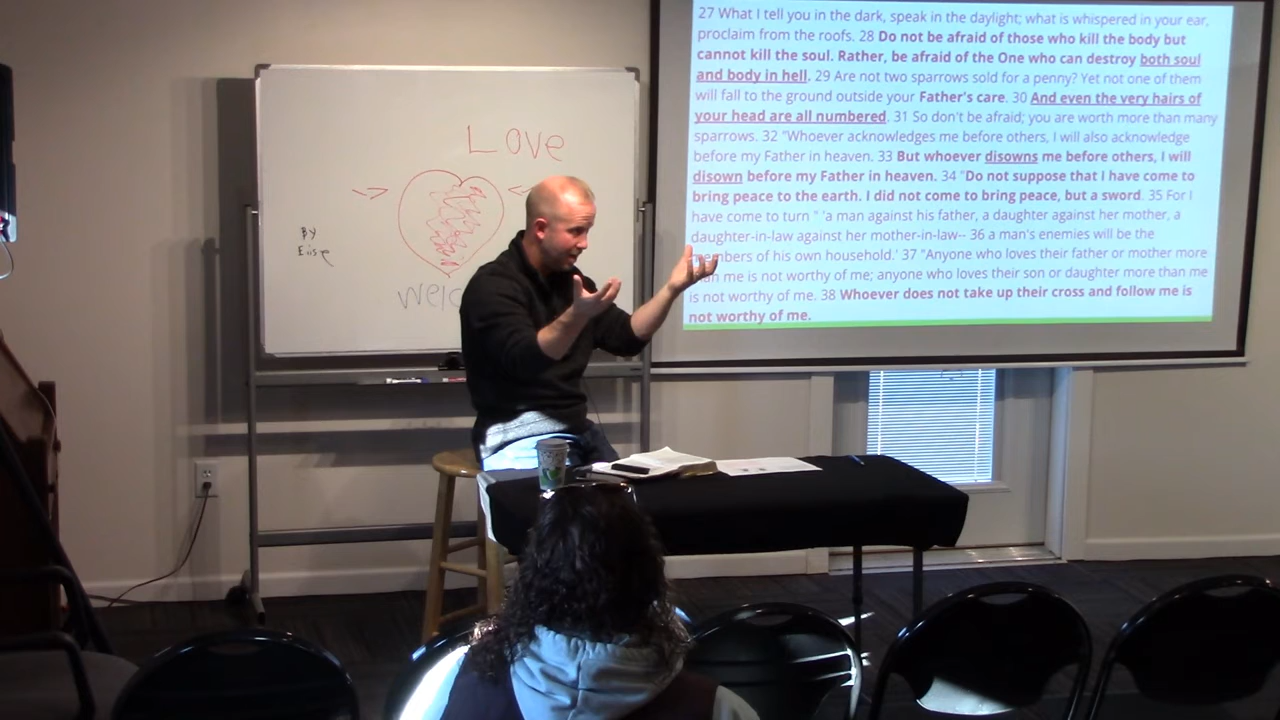 Love
->
<-
By
Eise
Welc
27 What I tell you in the dark, speak in the daylight; what is whispered in your ear,
proclaim from the roofs. 28 Do not be afraid of those who kill the body but
cannot kill the soul. Rather, be afraid of the One who can destroy both soul
and body in hell. 29 Are not two sparrows sold for a penny? Yet not one of them
will fall to the ground outside your Father's care. 30 And even the very hairs of
your head are all numbered. 31 So don't be afraid; you are worth more than many
sparrows. 32 "Whoever acknowledges me before others, I will also acknowledge
before my Father in heaven. 33 But whoever disowns me before others, I will
disown before my Father in heaven. 34 "Do not suppose that I have come to
bring peace to the earth. I did not come to bring peace, but a sword. 35 For I
have come to turn " 'a man against his father, a daughter against her mother, a
daughter-in-law against her mother-in-law-- 36 a man's enemies will be the
members of his own household.' 37 "Anyone who loves their father or mother more
than me is not worthy of me; anyone who loves their son or daughter more than me
is not worthy of me. 38 Whoever does not take up their cross and follow me is
not worthy of me.